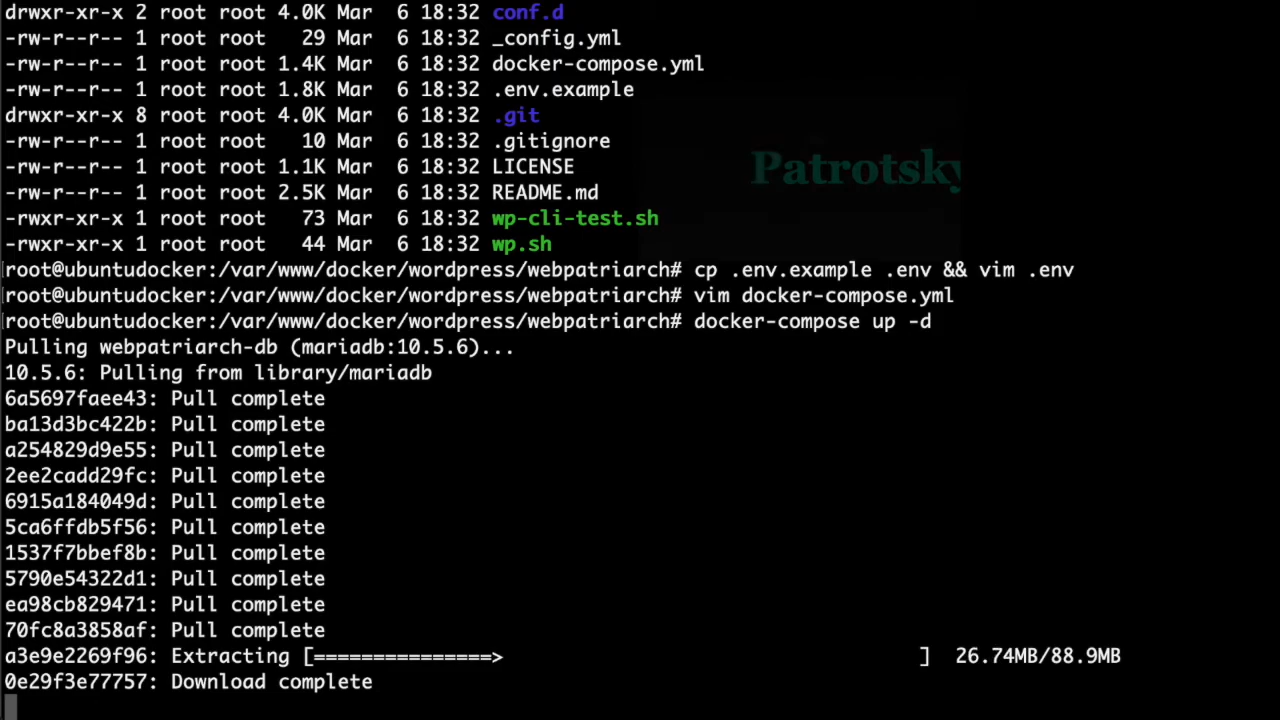 drwxr-xr-x 2 root root 4.0K Mar  6 18:32 conf.d
-rw-r--r-- 1 root root   29 Mar  6 18:32 _config.yml
-rw-r--r-- 1 root root 1.4K Mar  6 18:32 docker-compose.yml
-rw-r--r-- 1 root root 1.8K Mar  6 18:32 .env.example
drwxr-xr-x 8 root root 4.0K Mar  6 18:32 .git
-rw-r--r-- 1 root root   10 Mar  6 18:32 .gitignore
-rw-r--r-- 1 root root 1.1K Mar  6 18:32 LICENSE
Patrotsky
-rw-r--r-- 1 root root 2.5K Mar  6 18:32 README.md
-rwxr-xr-x 1 root root   73 Mar  6 18:32 wp-cli-test.sh
-rwxr-xr-x 1 root root   44 Mar  6 18:32 wp.sh
root@ubuntudocker:/var/www/docker/wordpress/webpatriarch# cp .env.example .env && vim .env
root@ubuntudocker:/var/www/docker/wordpress/webpatriarch# vim docker-compose.yml
root@ubuntudocker:/var/www/docker/wordpress/webpatriarch# docker-compose up -d
Pulling webpatriarch-db (mariadb:10.5.6)...
10.5.6: Pulling from library/mariadb
6a5697faee43: Pull complete
ba13d3bc422b: Pull complete
a254829d9e55: Pull complete
2ee2cadd29fc: Pull complete
6915a184049d: Pull complete
5ca6ffdb5f56: Pull complete
1537f7bbef8b: Pull complete
5790e54322d1: Pull complete
ea98cb829471: Pull complete
70fc8a3858af: Pull complete
a3e9e2269f96: Extracting [===============>                                   ]  26.74MB/88.9MB
0e29f3e77757: Download complete